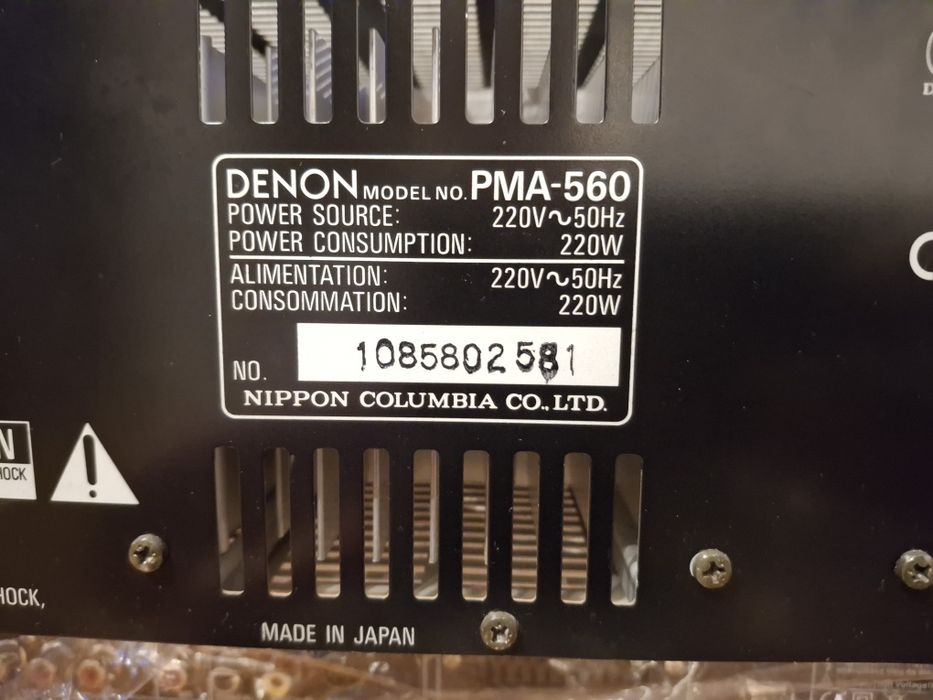 DENON MODEL NO. PMA-560
POWER SOURCE: 220V~50Hz
POWER CONSUMPTION: 220W
ALIMENTATION: 220V~50Hz
CONSOMMATION: 220W
NO. 1085802581
NIPPON COLUMBIA CO., LTD.
HOCK,
MADE IN JAPAN